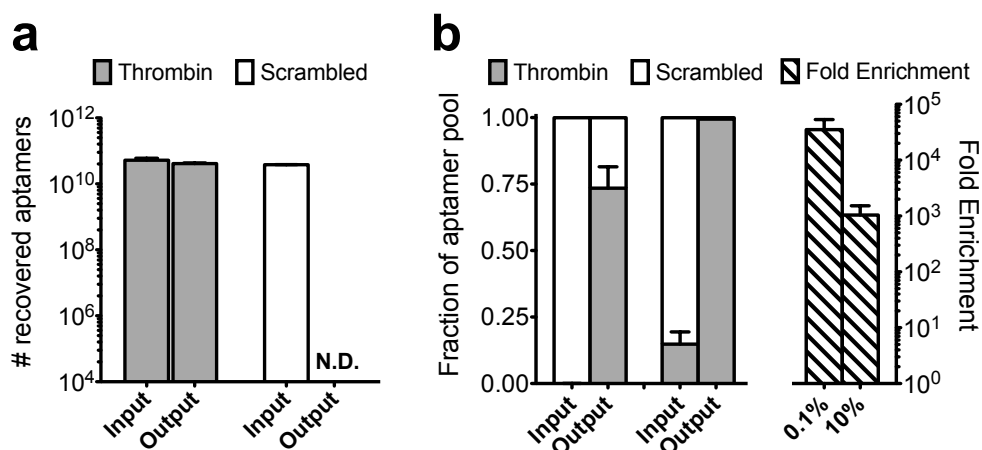 a
Thrombin Scrambled
# recovered aptamers
10^12
10^10
10^8
10^6
10^4
N.D.
Input Output Input Output
b
Thrombin Scrambled Fold Enrichment
Fraction of aptamer pool
1.00
0.75
0.50
0.25
0.00
Input Output Input Output
10^5
10^4
10^3
10^2
10^1
10^0
Fold Enrichment
0.1% 10%